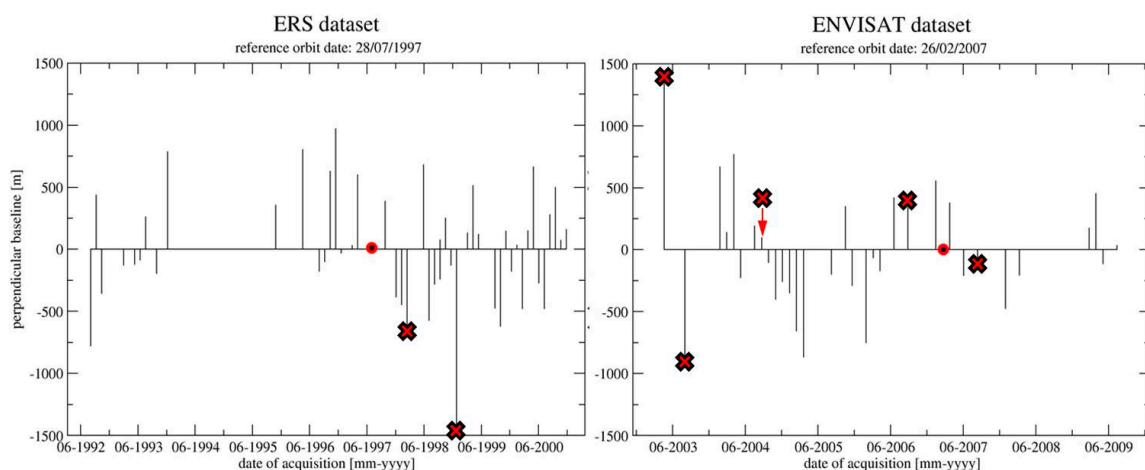 ERS dataset
reference orbit date: 28/07/1997
perpendicular baseline [m]
1500
1000
500
0
-500
-1000
-1500
06-1992 06-1993 06-1994 06-1995 06-1996 06-1997 06-1998 06-1999 06-2000
date of acquisition [mm-yyyy]
ENVISAT dataset
reference orbit date: 26/02/2007
1500
1000
500
0
-500
-1000
-1500
06-2003 06-2004 06-2005 06-2006 06-2007 06-2008 06-2009
date of acquisition [mm-yyyy]